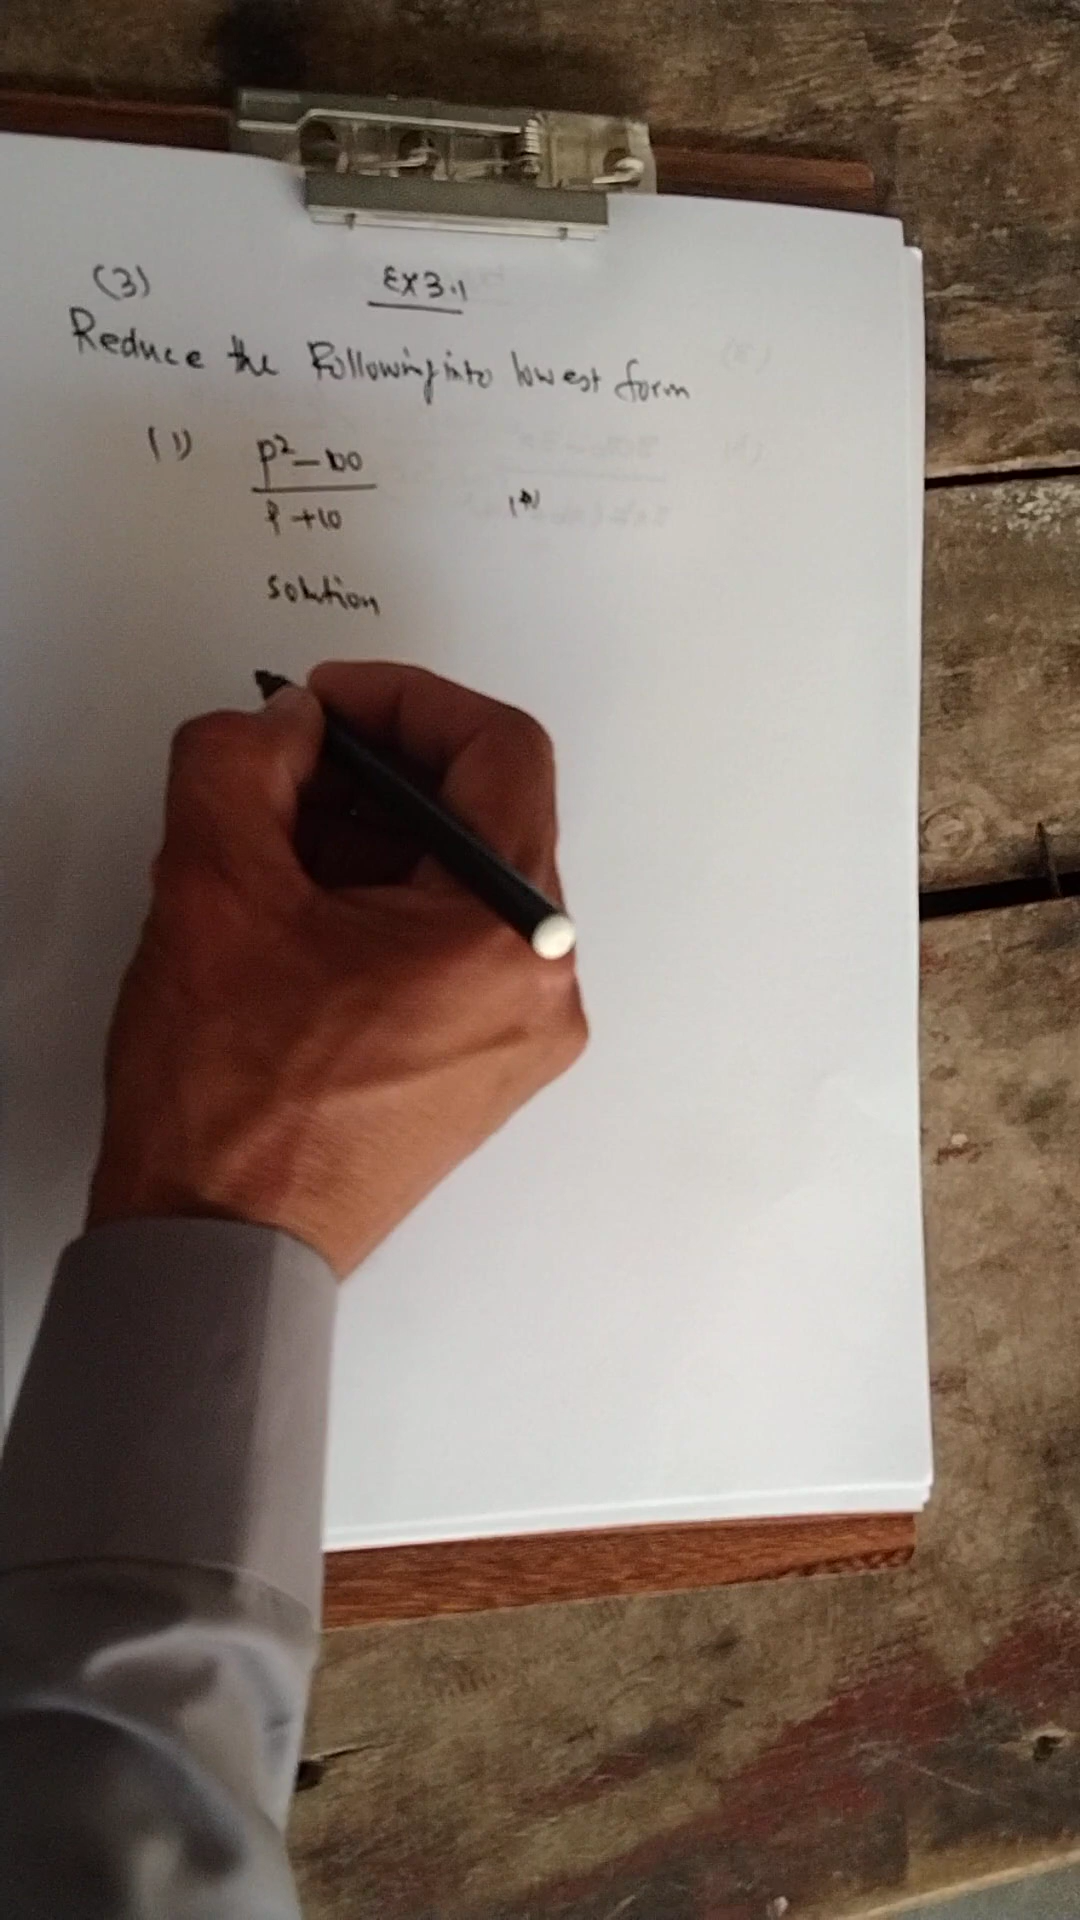 (3) Ex 3.1
Reduce the Following into lowest form
(1) p²-100
p+10
solution